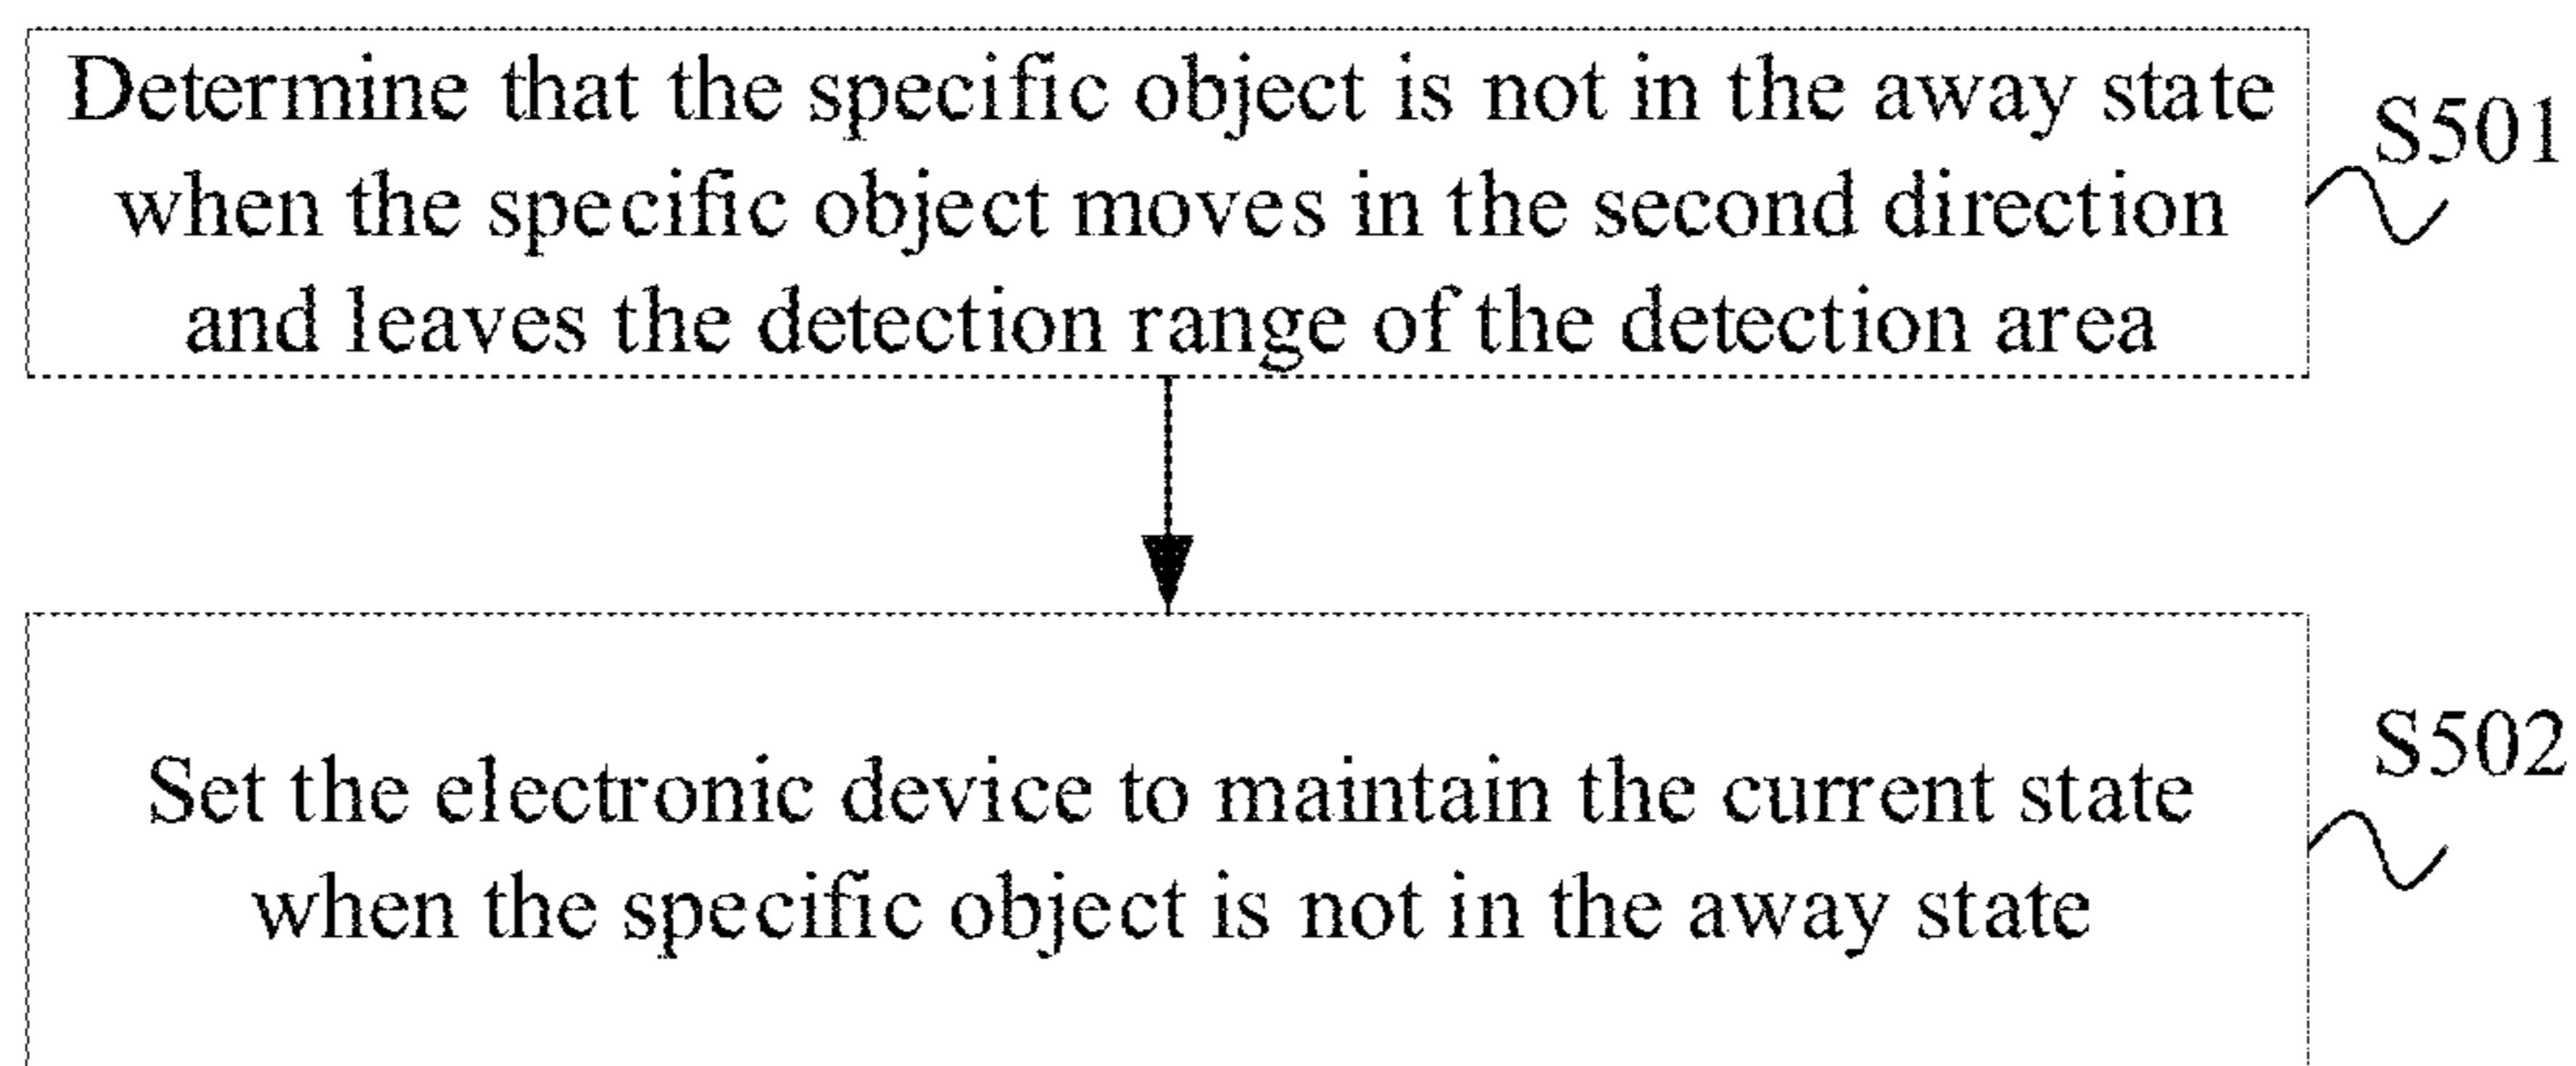 Determine that the specific object is not in the away state
when the specific object moves in the second direction
and leaves the detection range of the detection area
S501
Set the electronic device to maintain the current state
when the specific object is not in the away state
S502